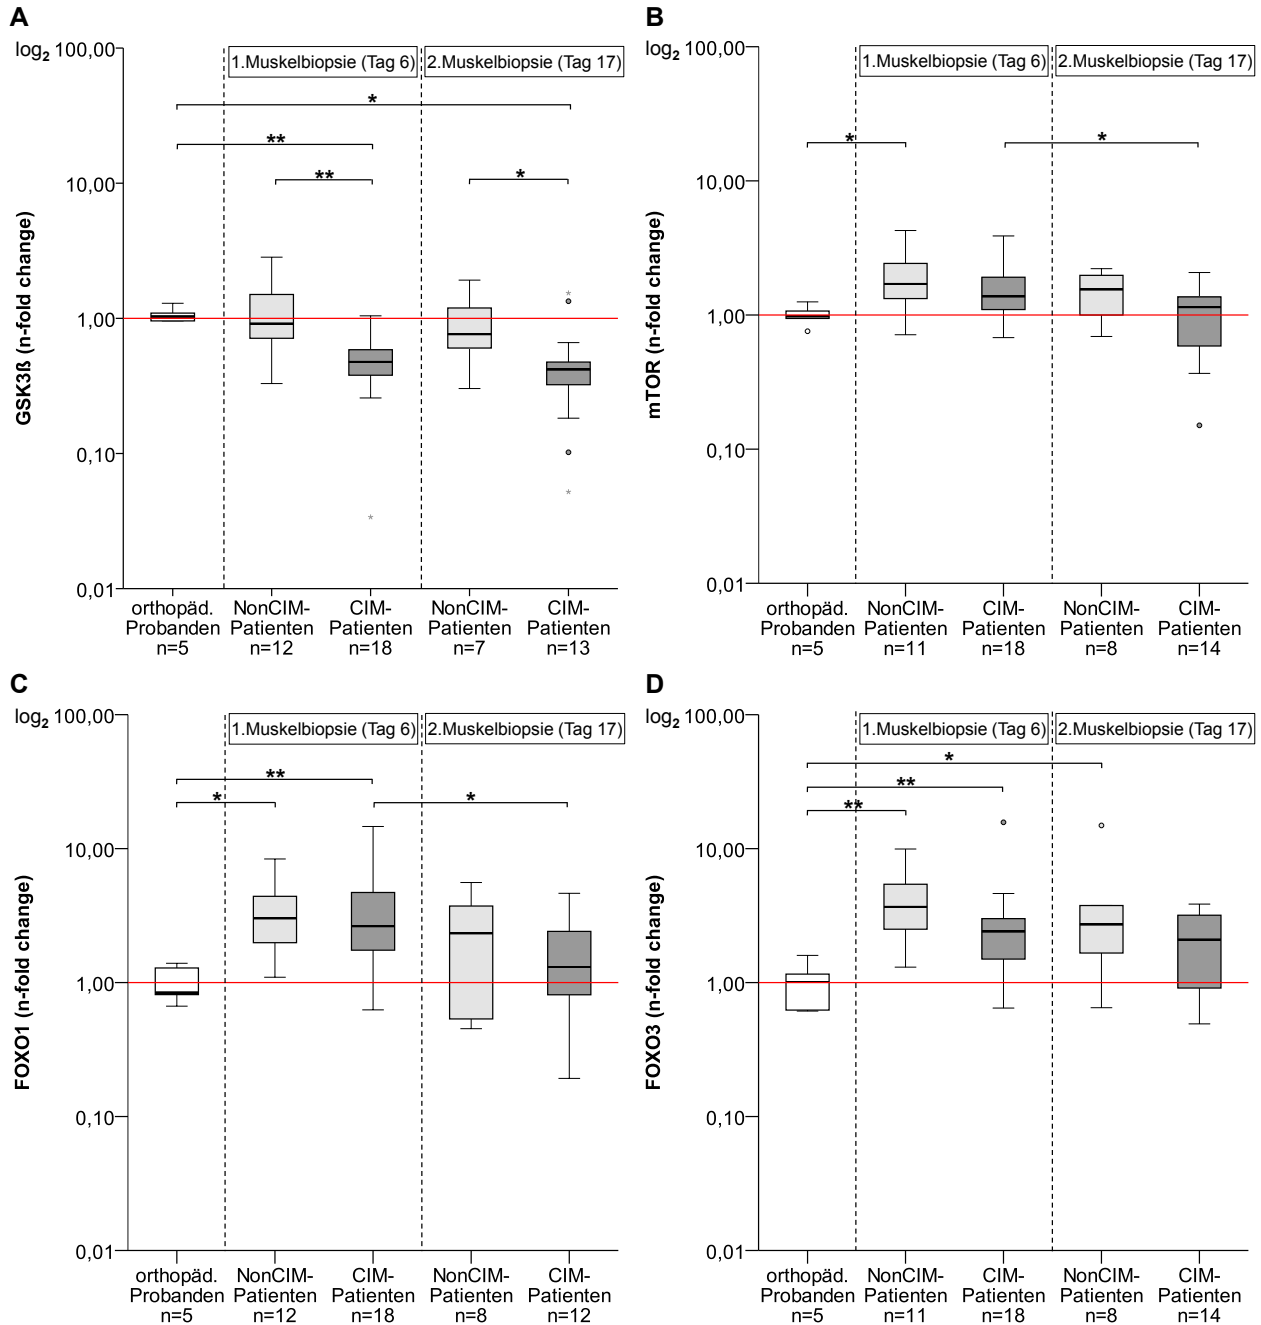 A
log2 100,00
1.Muskelbiopsie (Tag 6)
2.Muskelbiopsie (Tag 17)
*
**
**
*
10,00
1,00
0,10
0,01
GSK3ß (n-fold change)
*
*
*
orthopäd. NonCIM- CIM- NonCIM- CIM-
Probanden Patienten Patienten Patienten Patienten
n=5 n=12 n=18 n=7 n=13
B
log2 100,00
1.Muskelbiopsie (Tag 6)
2.Muskelbiopsie (Tag 17)
*
*
10,00
1,00
0,10
0,01
mTOR (n-fold change)
orthopäd. NonCIM- CIM- NonCIM- CIM-
Probanden Patienten Patienten Patienten Patienten
n=5 n=11 n=18 n=8 n=14
C
log2 100,00
1.Muskelbiopsie (Tag 6)
2.Muskelbiopsie (Tag 17)
**
*
*
10,00
1,00
0,10
0,01
FOXO1 (n-fold change)
orthopäd. NonCIM- CIM- NonCIM- CIM-
Probanden Patienten Patienten Patienten Patienten
n=5 n=12 n=18 n=8 n=12
D
log2 100,00
1.Muskelbiopsie (Tag 6)
2.Muskelbiopsie (Tag 17)
*
**
**
10,00
1,00
0,10
0,01
FOXO3 (n-fold change)
orthopäd. NonCIM- CIM- NonCIM- CIM-
Probanden Patienten Patienten Patienten Patienten
n=5 n=11 n=18 n=8 n=14